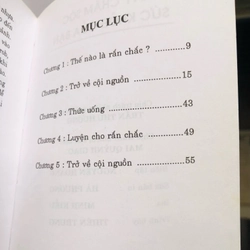 MỤC LỤC
Chương 1 : Thế nào là rắn chắc ? ................9
Chương 2 : Trở về cội nguồn ................15
Chương 3 : Thức uống ................43
Chương 4 : Luyện cho rắn chắc ................49
Chương 5 : Trở về cội nguồn ................55